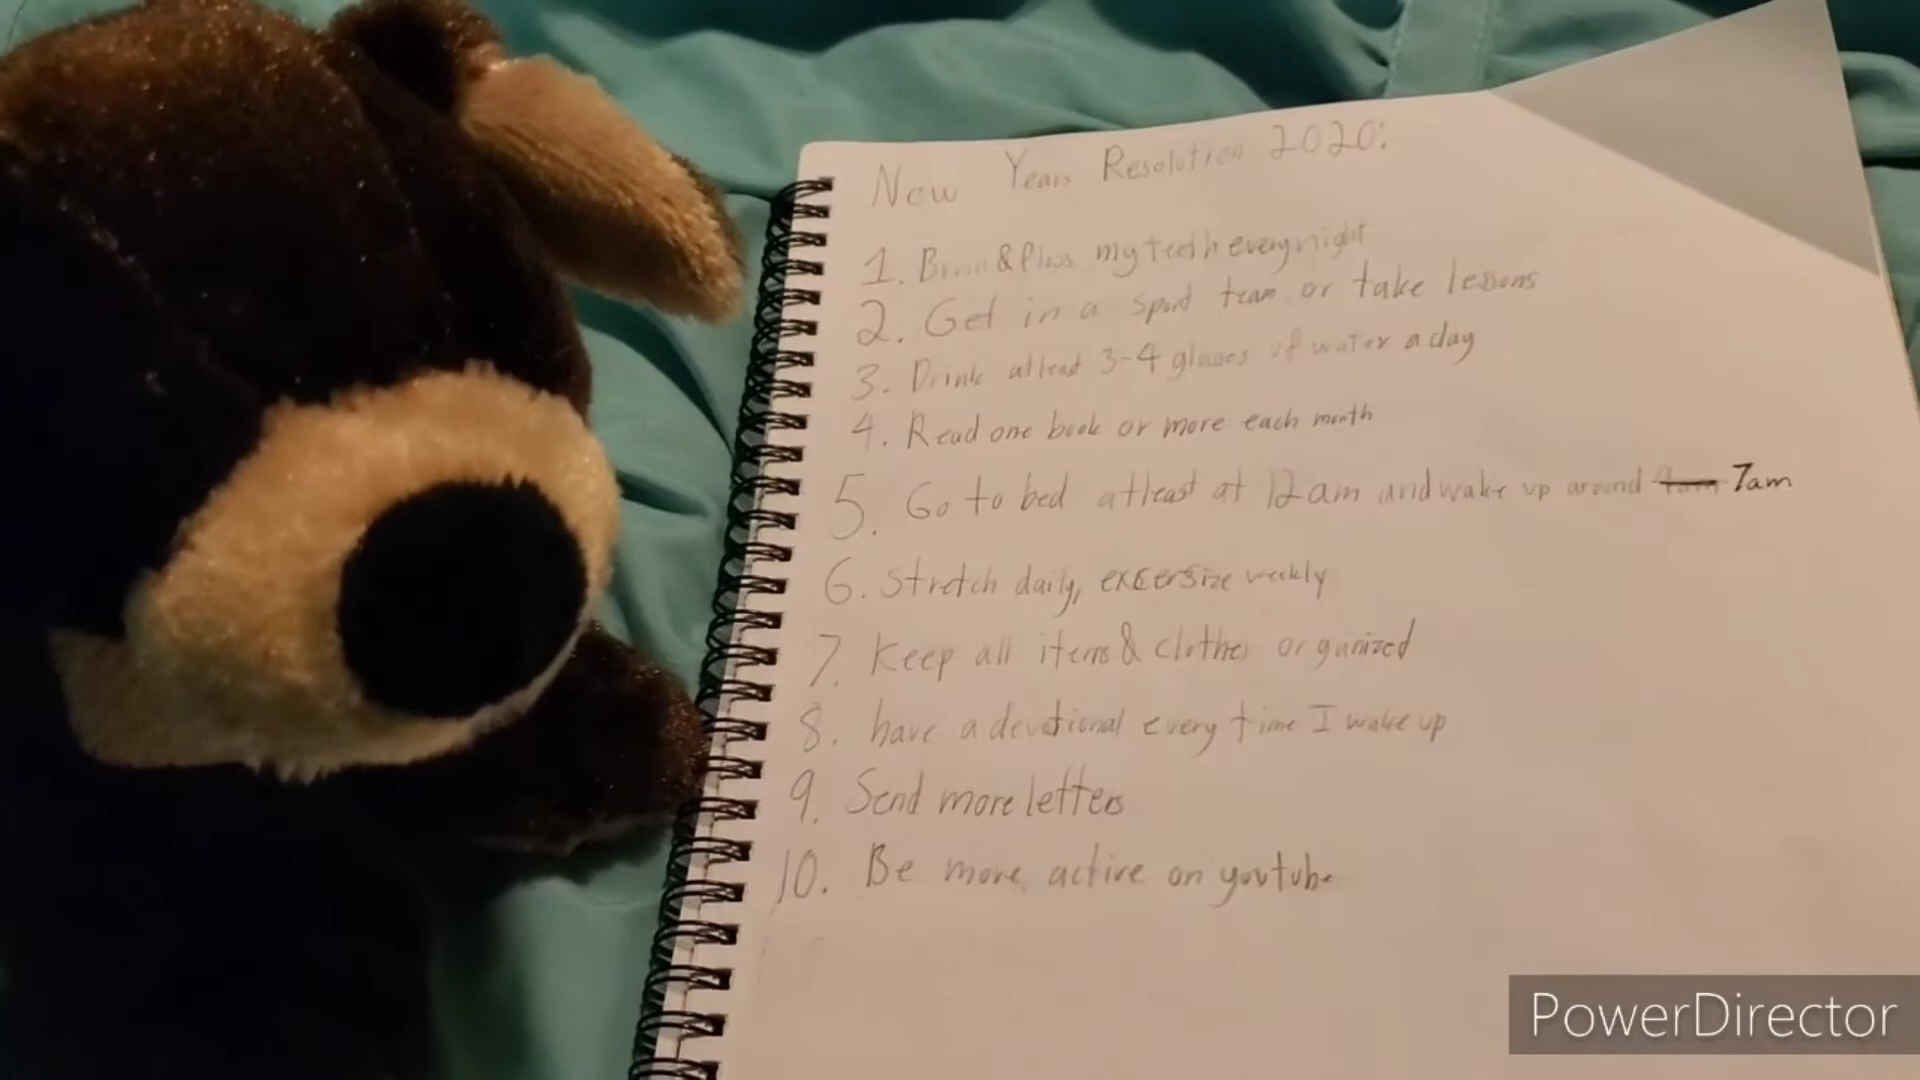 New Years Resolution 2020:
1. Brush & floss my teeth every night
2. Get in a sport team or take lessons
3. Drink atleast 3-4 glasses of water a day
4. Read one book or more each month
5. Go to bed atleast at 12am and wake up around 7am
6. Stretch daily, excersize weekly
7. Keep all items & clothes organized
8. have a devotional every time I wake up
9. Send more letters
10. Be more active on youtube
PowerDirector